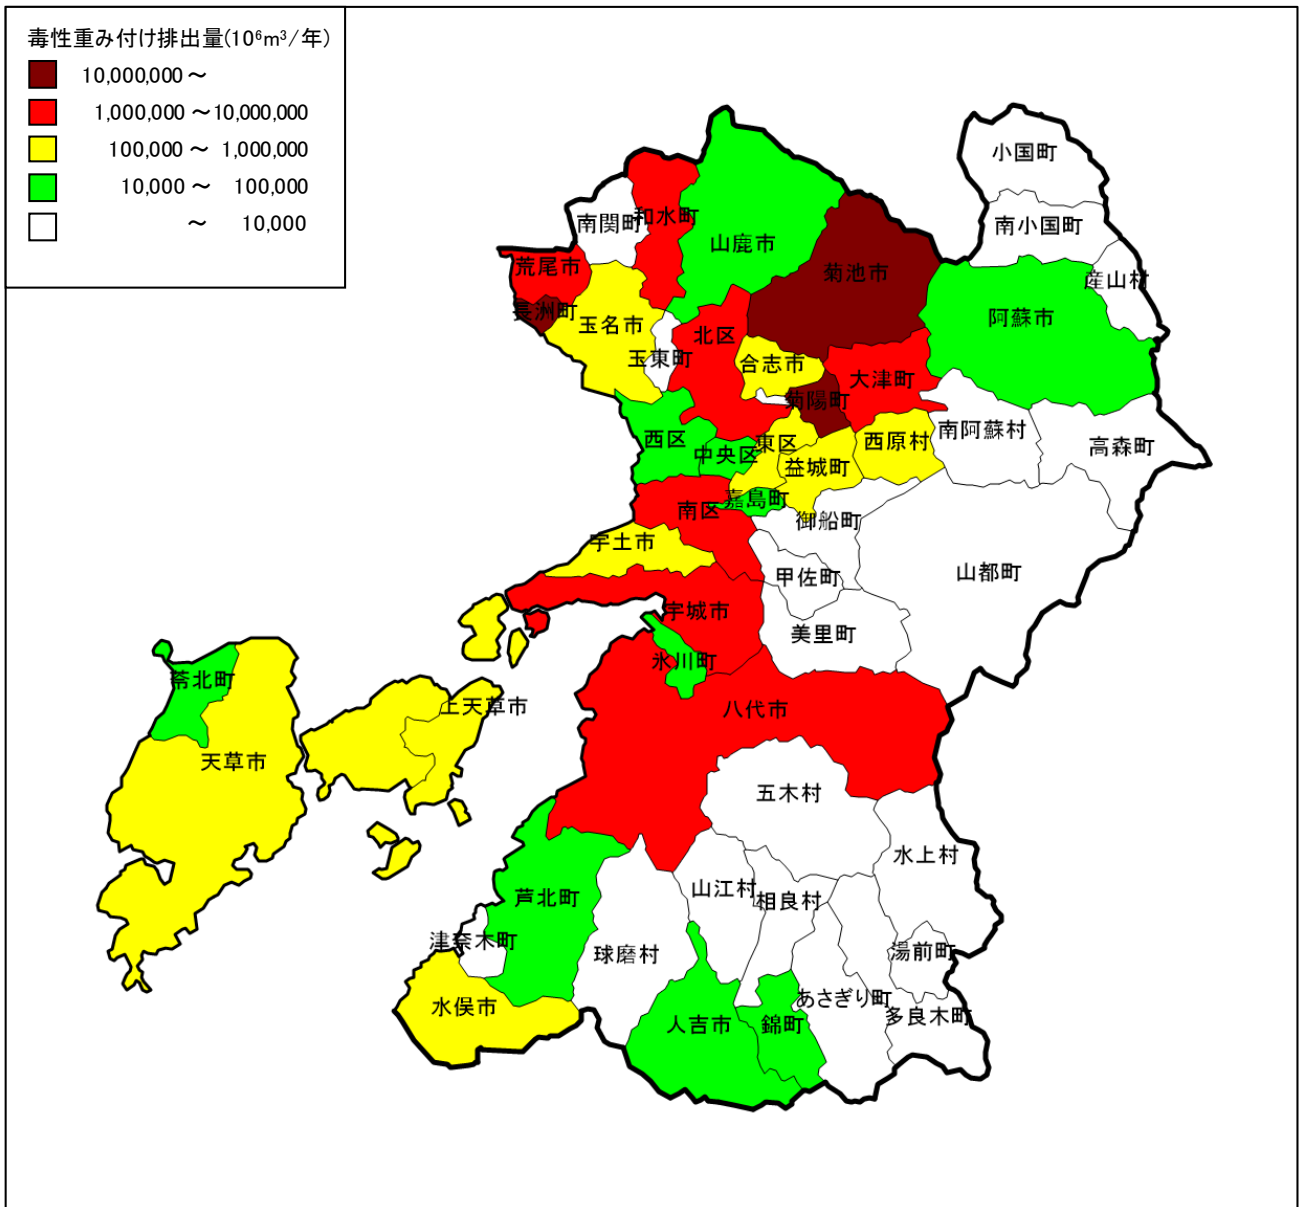 毒性重み付け排出量(10⁶m³/年)
10,000,000～
1,000,000 ～10,000,000
100,000～ 1,000,000
10,000～ 100,000
～ 10,000
小国町
和水町
南関町
南小国町
山鹿市
荒尾市
菊池市
産山村
長洲町
阿蘇市
玉名市
北区
玉東町
合志市
大津町
菊陽町
南阿蘇村
西区
東区
西原村
高森町
中央区
益城町
嘉島町
南区
御船町
宇土市
山都町
甲佐町
宇城市
美里町
氷川町
苓北町
上天草市
八代市
天草市
五木村
水上村
山江村
芦北町
相良村
津奈木町
湯前町
球磨村
あさぎり町
水俣市
多良木町
人吉市
錦町